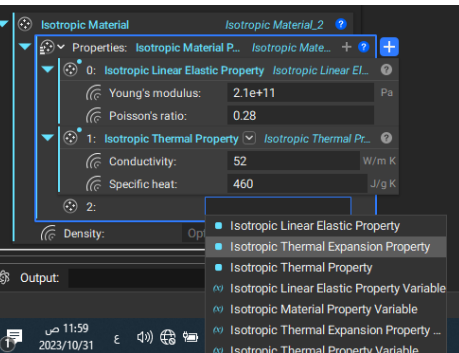 Isotropic Material Isotropic Material_2 ?
Properties: Isotropic Material P... Isotropic Mate... + ? +
0: Isotropic Linear Elastic Property Isotropic Linear El... ?
Young's modulus: 2.1e+11 Pa
Poisson's ratio: 0.28
1: Isotropic Thermal Property Isotropic Thermal Pr... ?
Conductivity: 52 W/m K
Specific heat: 460 J/g K
2:
Isotropic Linear Elastic Property
Density: Opt
Isotropic Thermal Expansion Property
Isotropic Thermal Property
Output:
(x) Isotropic Linear Elastic Property Variable
(x) Isotropic Material Property Variable
(x) Isotropic Thermal Expansion Property ...
(x) Isotropic Thermal Property Variable
11:59 ص
ع
2023/10/31
1